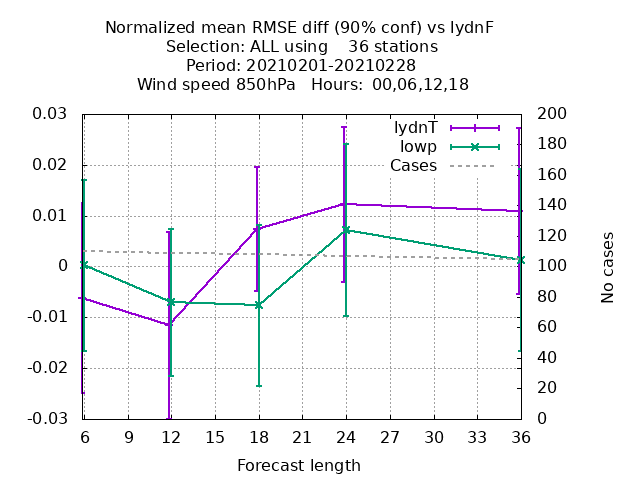 Normalized mean RMSE diff (90% conf) vs lydnF
Selection: ALL using    36 stations
Period: 20210201-20210228
Wind speed 850hPa   Hours:  00,06,12,18
0.03
0.02
0.01
0
-0.01
-0.02
-0.03
lydnT
lowp
Cases
200
180
160
140
120
100
80
60
40
20
0
No cases
6 9 12 15 18 21 24 27 30 33 36
Forecast length